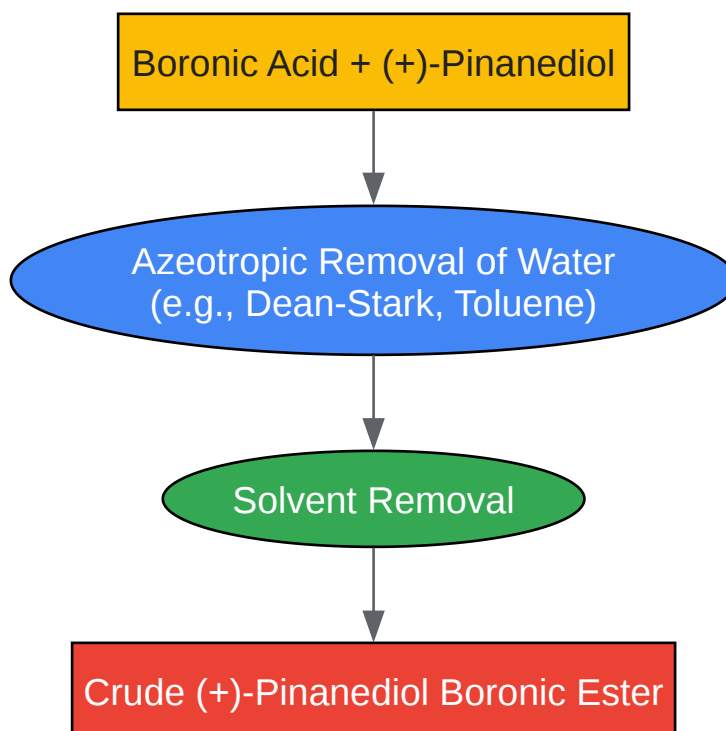 Boronic Acid + (+)-Pinanediol
Azeotropic Removal of Water
(e.g., Dean-Stark, Toluene)
Solvent Removal
Crude (+)-Pinanediol Boronic Ester